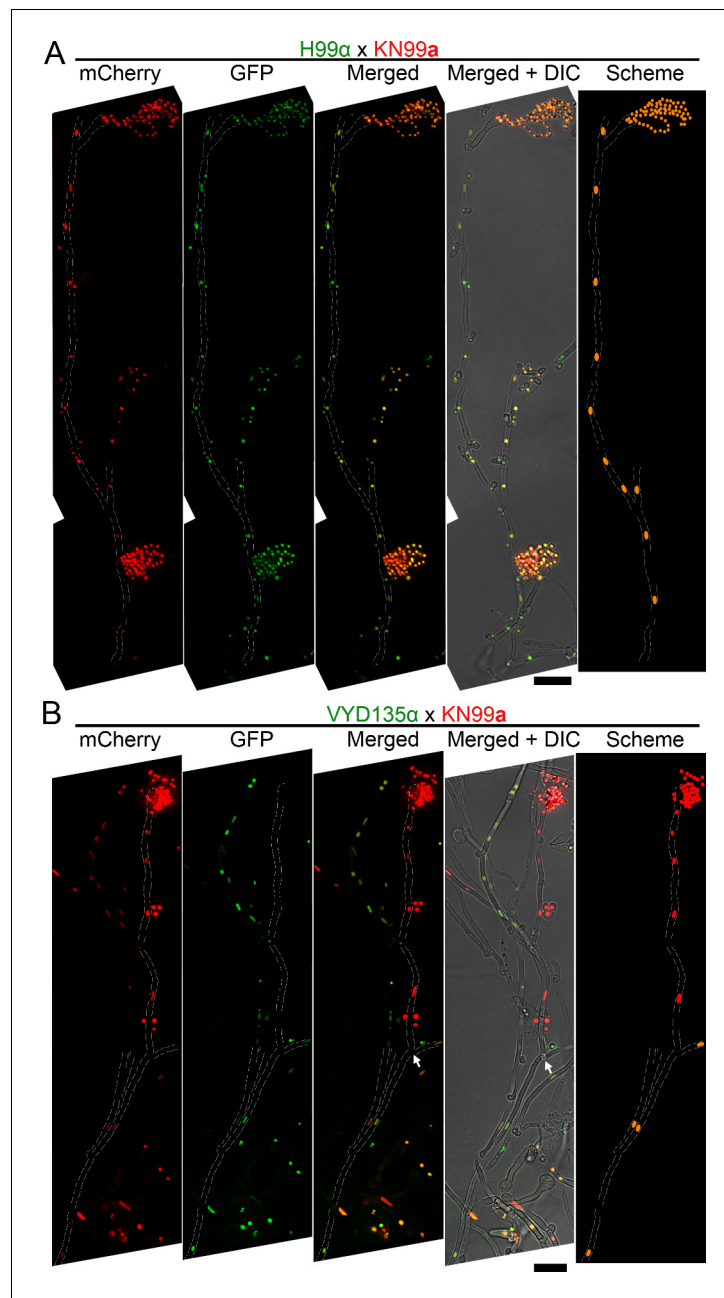 A
H99α x KN99a
mCherry GFP Merged Merged + DIC Scheme
B
VYD135α x KN99a
mCherry GFP Merged Merged + DIC Scheme